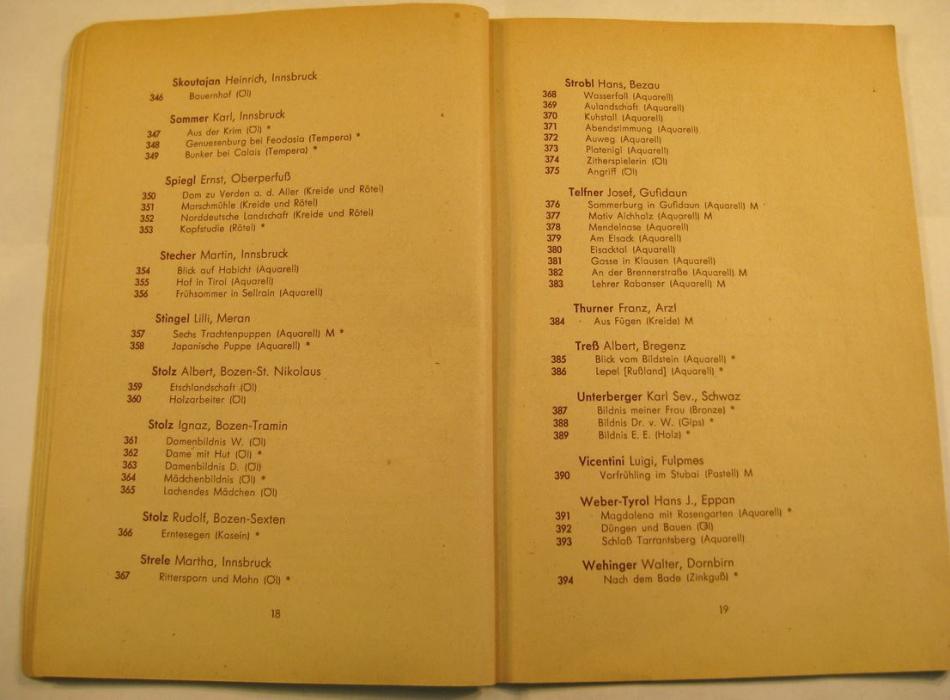 Skoutajan Heinrich, Innsbruck
346 Bauernhof (Öl)
Sommer Karl, Innsbruck
347 Aus der Krim (Öl) *
348 Genuesenburg bei Feodosia (Tempera) *
349 Bunker bei Calais (Tempera) *
Spiegl Ernst, Oberperfuß
350 Dom zu Verden a. d. Aller (Kreide und Rötel)
351 Marschmühle (Kreide und Rötel)
352 Norddeutsche Landschaft (Kreide und Rötel)
353 Kopfstudie (Rötel) *
Stecher Martin, Innsbruck
354 Blick auf Habicht (Aquarell)
355 Hof in Tirol (Aquarell)
356 Frühsommer in Sellrain (Aquarell)
Stingel Lilli, Meran
357 Sechs Trachtenpuppen (Aquarell) M *
358 Japanische Puppe (Aquarell) *
Stolz Albert, Bozen-St. Nikolaus
359 Etschlandschaft (Öl)
360 Holzarbeiter (Öl)
Stolz Ignaz, Bozen-Tramin
361 Damenbildnis W. (Öl)
362 Dame mit Hut (Öl) *
363 Damenbildnis D. (Öl)
364 Mädchenbildnis (Öl) *
365 Lachendes Mädchen (Öl)
Stolz Rudolf, Bozen-Sexten
366 Erntesegen (Kasein) *
Strele Martha, Innsbruck
367 Rittersporn und Mohn (Öl) *
18
Strobl Hans, Bezau
368 Wasserfall (Aquarell)
369 Aulandschaft (Aquarell)
370 Kuhstall (Aquarell)
371 Abendstimmung (Aquarell)
372 Auweg (Aquarell)
373 Platenigl (Aquarell)
374 Zitherspielerin (Öl)
375 Angriff (Öl)
Telfner Josef, Gufidaun
376 Sommerburg in Gufidaun (Aquarell) M
377 Motiv Aichholz (Aquarell) M
378 Mendelnase (Aquarell)
379 Am Eisack (Aquarell)
380 Eisacktal (Aquarell)
381 Gasse in Klausen (Aquarell)
382 An der Brennerstraße (Aquarell) M
383 Lehrer Rabanser (Aquarell) M
Thurner Franz, Arzl
384 Aus Fügen (Kreide) M
Treß Albert, Bregenz
385 Blick vom Bildstein (Aquarell) *
386 Lepel [Rußland] (Aquarell) *
Unterberger Karl Sev., Schwaz
387 Bildnis meiner Frau (Bronze) *
388 Bildnis Dr. v. W. (Gips) *
389 Bildnis E. E. (Holz) *
Vicentini Luigi, Fulpmes
390 Vorfrühling im Stubai (Pastell) M
Weber-Tyrol Hans J., Eppan
391 Magdalena mit Rosengarten (Aquarell) *
392 Düngen und Bauen (Öl)
393 Schloß Tarrantsberg (Aquarell)
Wehinger Walter, Dornbirn
394 Nach dem Bade (Zinkguß) *
19